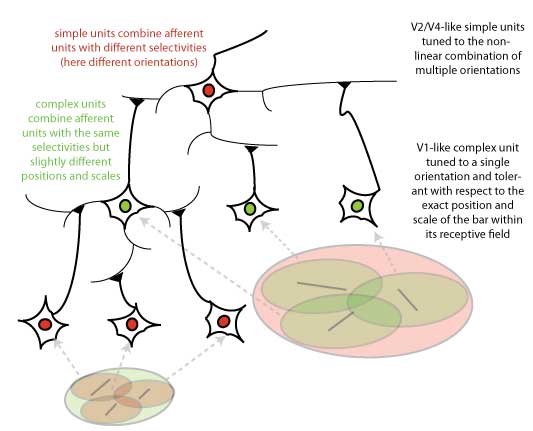 simple units combine afferent
units with different selectivities
(here different orientations)
complex units
combine afferent
units with the same
selectivities but
slightly different
positions and scales
V2/V4-like simple units
tuned to the non-
linear combination of
multiple orientations
V1-like complex unit
tuned to a single
orientation and toler-
ant with respect to the
exact position and
scale of the bar within
its receptive field